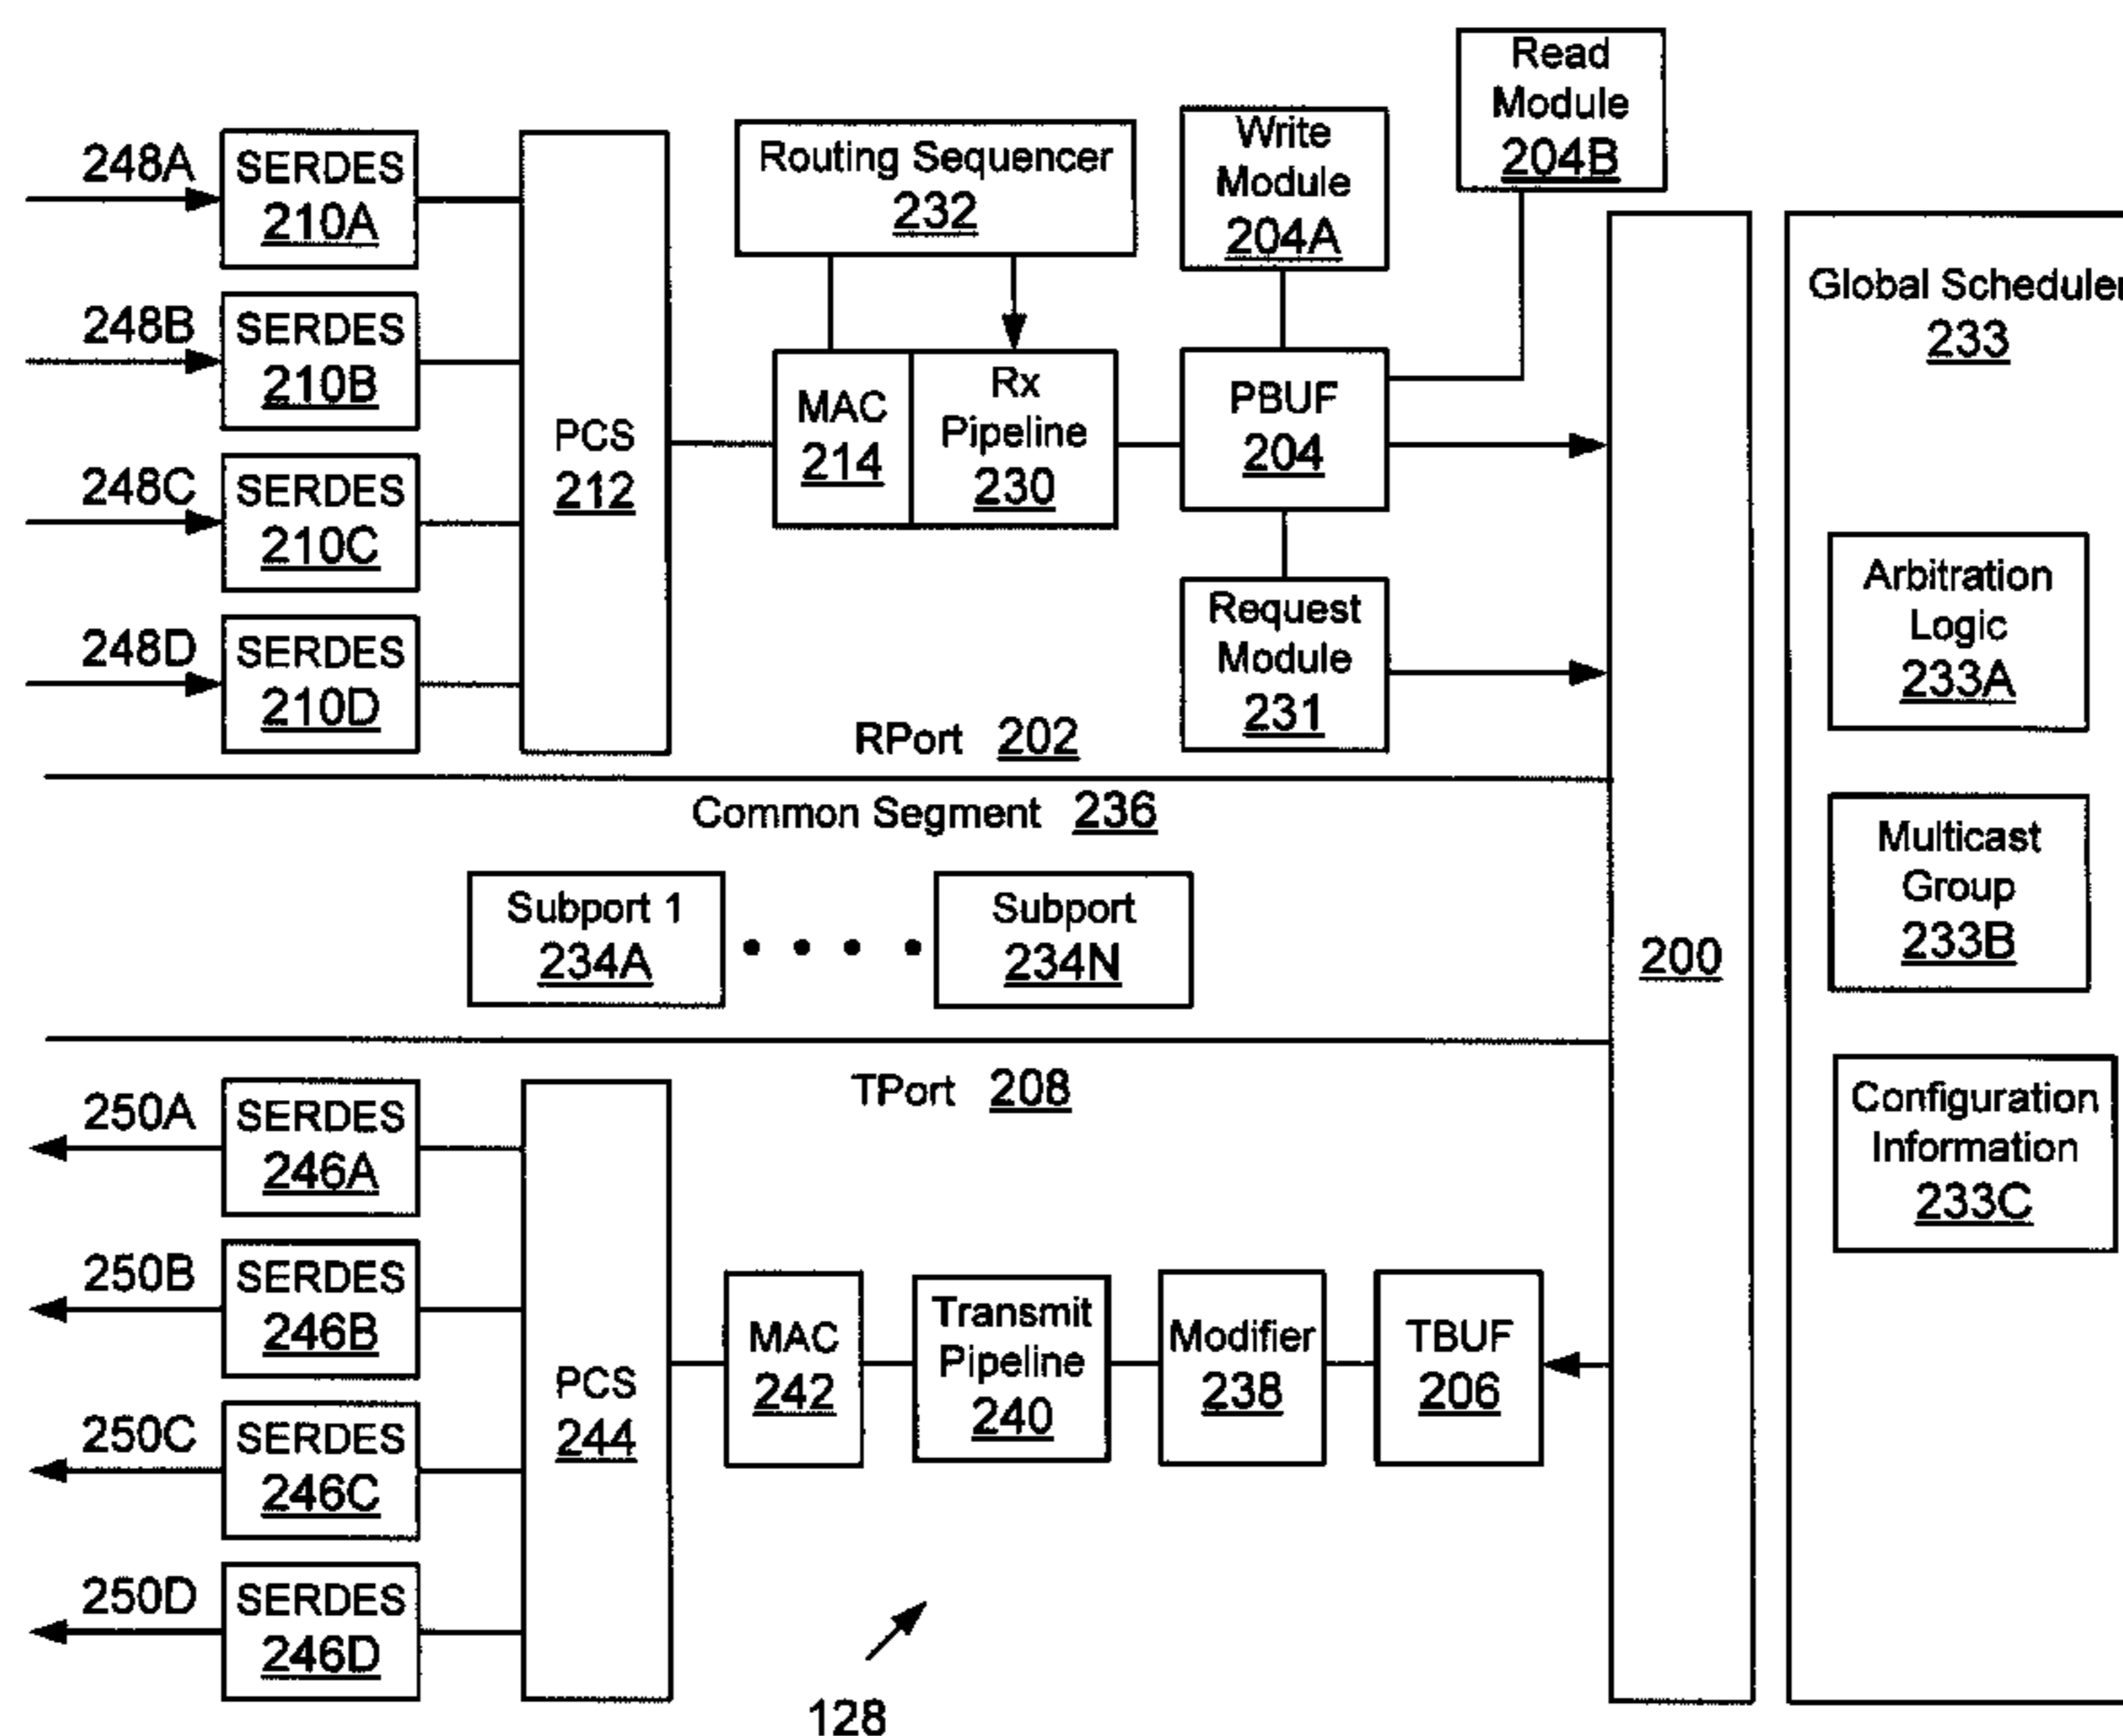 Read
Module
204B
Write
Module
204A
Routing Sequencer
232
248A
SERDES
210A
248B
SERDES
210B
248C
SERDES
210C
248D
SERDES
210D
PCS
212
MAC
214
Rx
Pipeline
230
PBUF
204
Request
Module
231
RPort 202
Common Segment 236
Subport 1
234A
Subport
234N
200
Global Scheduler
233
Arbitration
Logic
233A
Multicast
Group
233B
Configuration
Information
233C
TPort 208
250A
SERDES
246A
250B
SERDES
246B
250C
SERDES
246C
250D
SERDES
246D
PCS
244
MAC
242
Transmit
Pipeline
240
Modifier
238
TBUF
206
128